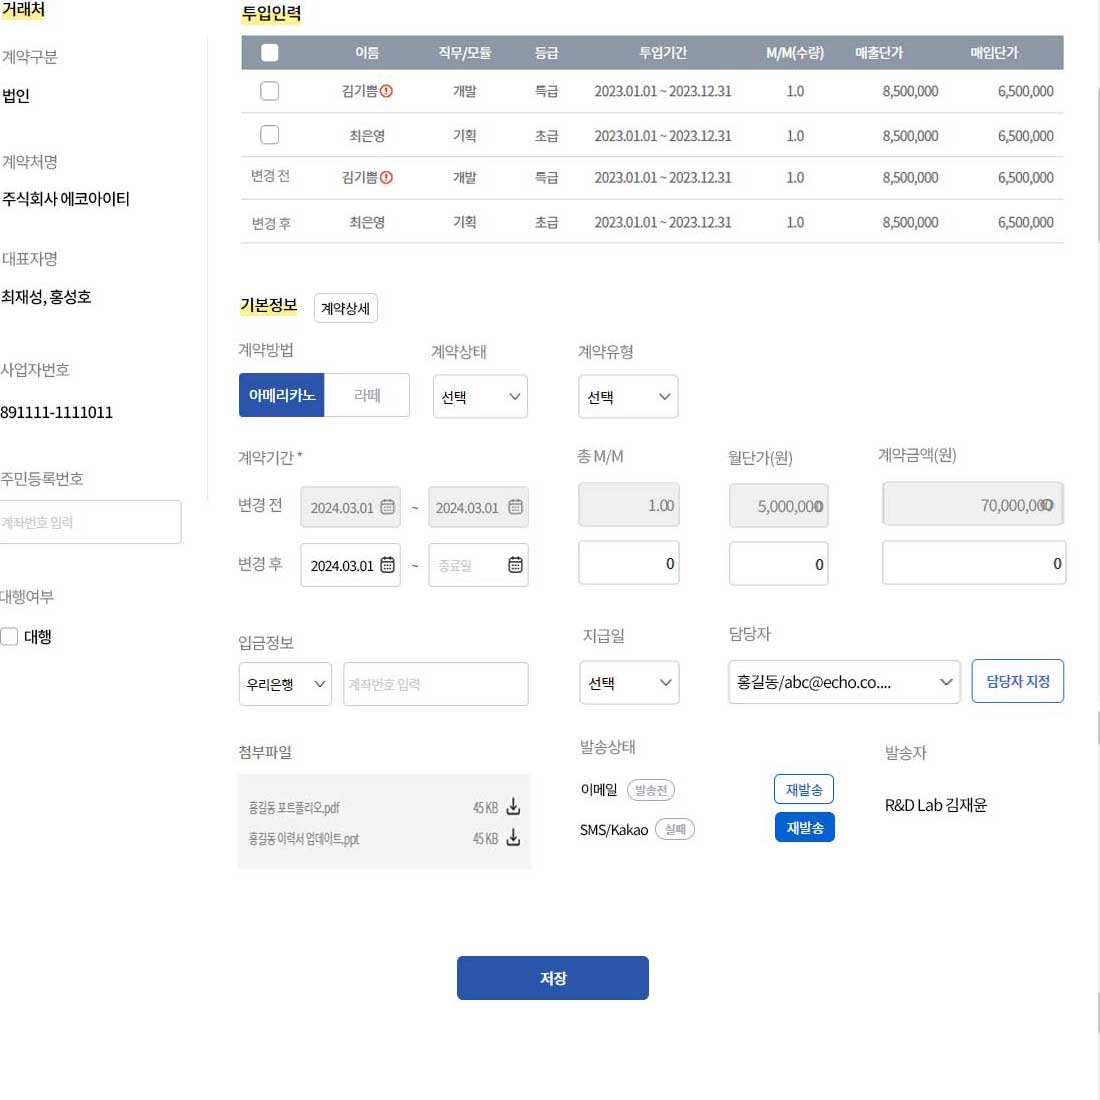 거래처
계약구분
법인
계약처명
주식회사 에코아이티
대표자명
최재성, 홍성호
사업자번호
891111-1111011
주민등록번호
계좌번호 입력
대행여부
대행
투입인력
이름 직무/모듈 등급 투입기간 M/M(수량) 매출단가 매입단가
김기쁨 개발 특급 2023.01.01 ~ 2023.12.31 1.0 8,500,000 6,500,000
최은영 기획 초급 2023.01.01 ~ 2023.12.31 1.0 8,500,000 6,500,000
변경 전 김기쁨 개발 특급 2023.01.01 ~ 2023.12.31 1.0 8,500,000 6,500,000
변경 후 최은영 기획 초급 2023.01.01 ~ 2023.12.31 1.0 8,500,000 6,500,000
기본정보 계약상세
계약방법 계약상태 계약유형
아메리카노 라떼 선택 선택
계약기간 * 총 M/M 월단가(원) 계약금액(원)
변경 전 2024.03.01 ~ 2024.03.01 1.00 5,000,000 70,000,000
변경 후 2024.03.01 ~ 종료일 0 0 0
입금정보 지급일 담당자
우리은행 계좌번호 입력 선택 홍길동/abc@echo.co.... 담당자 지정
첨부파일 발송상태 발송자
홍길동 포트폴리오.pdf 45 KB
홍길동 이력서 업데이트.ppt 45 KB
이메일 발송전 재발송
SMS/Kakao 실패 재발송
R&D Lab 김재윤
저장